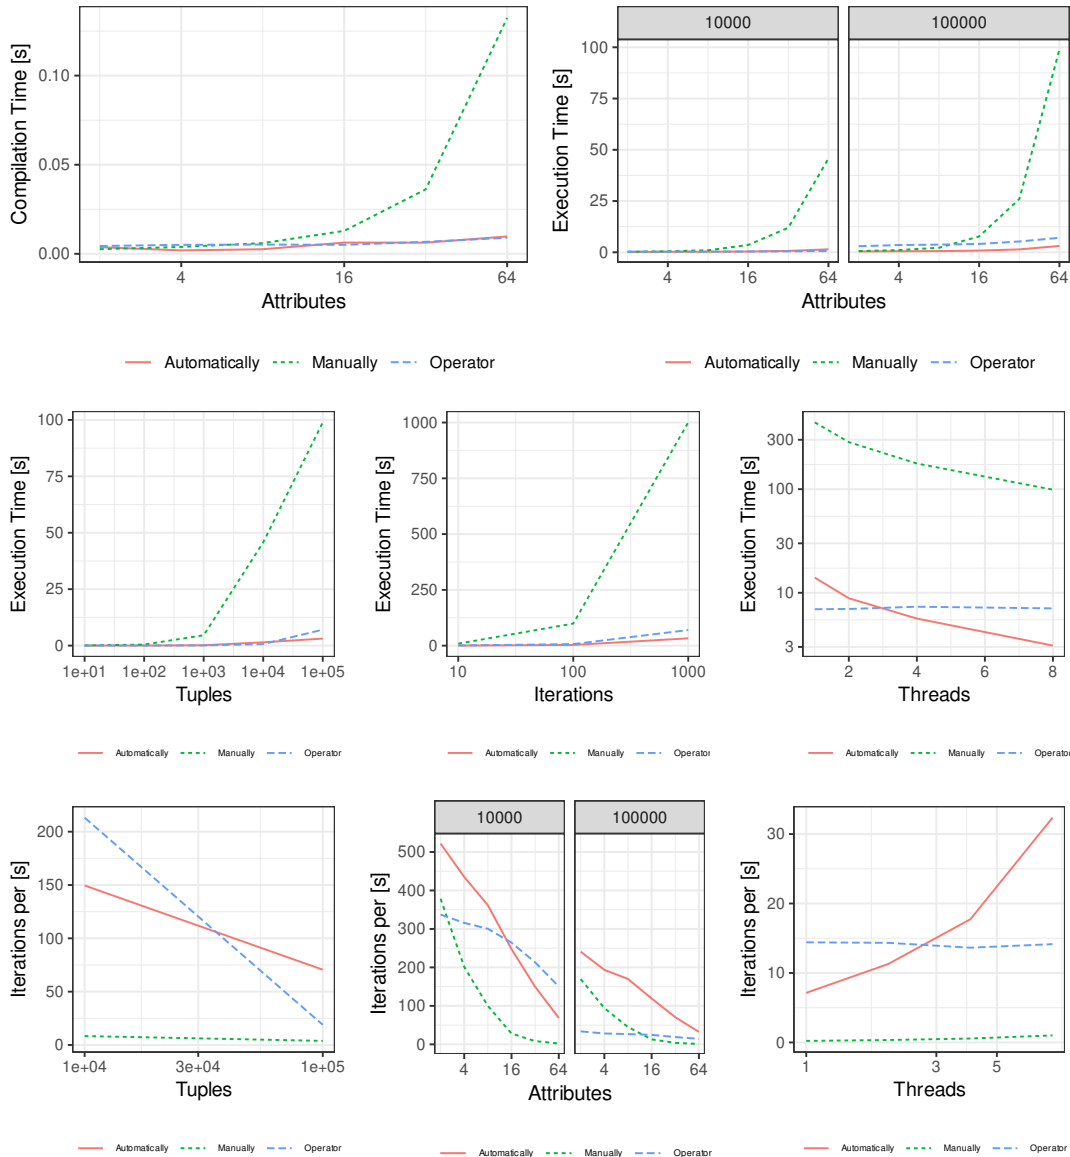 10000 100000
Compilation Time [s]
0.10
0.05
0.00
4 16 64
Attributes
Execution Time [s]
100
75
50
25
0
4 16 64 4 16 64
Attributes
Automatically Manually Operator
Automatically Manually Operator
Execution Time [s]
100
75
50
25
0
1e+01 1e+02 1e+03 1e+04 1e+05
Tuples
Execution Time [s]
1000
750
500
250
0
10 100 1000
Iterations
Execution Time [s]
300
100
30
10
3
2 4 6 8
Threads
Automatically Manually Operator
Automatically Manually Operator
Automatically Manually Operator
Iterations per [s]
200
150
100
50
0
1e+04 3e+04 1e+05
Tuples
10000 100000
Iterations per [s]
500
400
300
200
100
0
4 16 64 4 16 64
Attributes
Iterations per [s]
30
20
10
0
1 3 5
Threads
Automatically Manually Operator
Automatically Manually Operator
Automatically Manually Operator